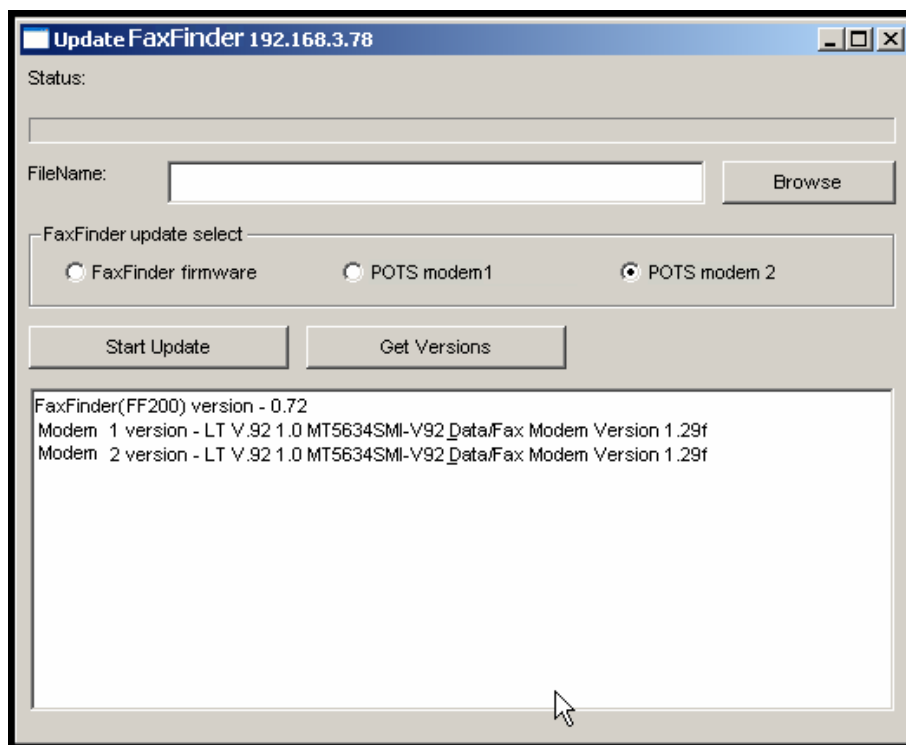 Update FaxFinder 192.168.3.78
Status:
FileName:
Browse
FaxFinder update select
FaxFinder firmware
POTS modem1
POTS modem 2
Start Update
Get Versions
FaxFinder(FF200) version - 0.72
Modem 1 version - LT V.92 1.0 MT5634SMI-V92 Data/Fax Modem Version 1.29f
Modem 2 version - LT V.92 1.0 MT5634SMI-V92 Data/Fax Modem Version 1.29f